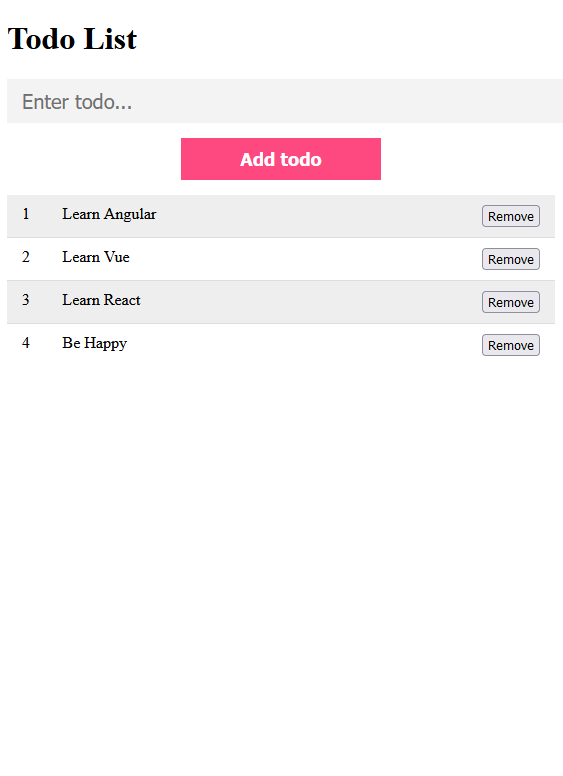 Todo List
Enter todo...
Add todo
1 Learn Angular Remove
2 Learn Vue Remove
3 Learn React Remove
4 Be Happy Remove